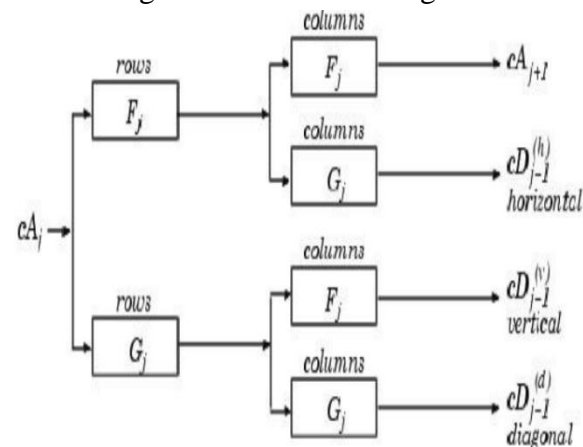 columns
rows
F_j
cA_{j+1}
F_j
columns
G_j
cD_{j-1}^{(h)}
horizontal
cA_j
columns
rows
F_j
cD_{j-1}^{(v)}
vertical
G_j
columns
G_j
cD_{j-1}^{(d)}
diagonal